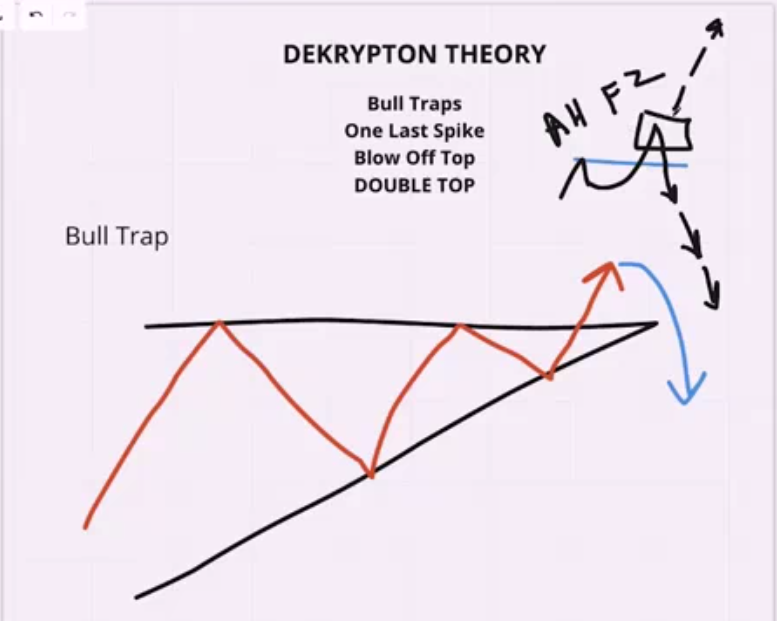 DEKRYPTON THEORY
Bull Traps
One Last Spike
Blow Off Top
DOUBLE TOP
AH FZ
Bull Trap